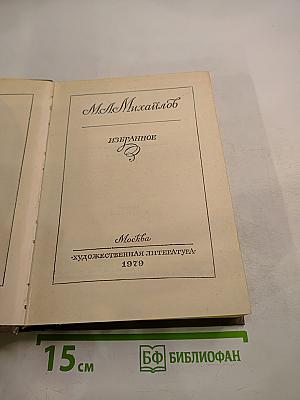 М.Л.Михайлов
ИЗБРАННОЕ
Москва
«ХУДОЖЕСТВЕННАЯ ЛИТЕРАТУРА»
1979
15 см
БФ БИБЛИОФАН